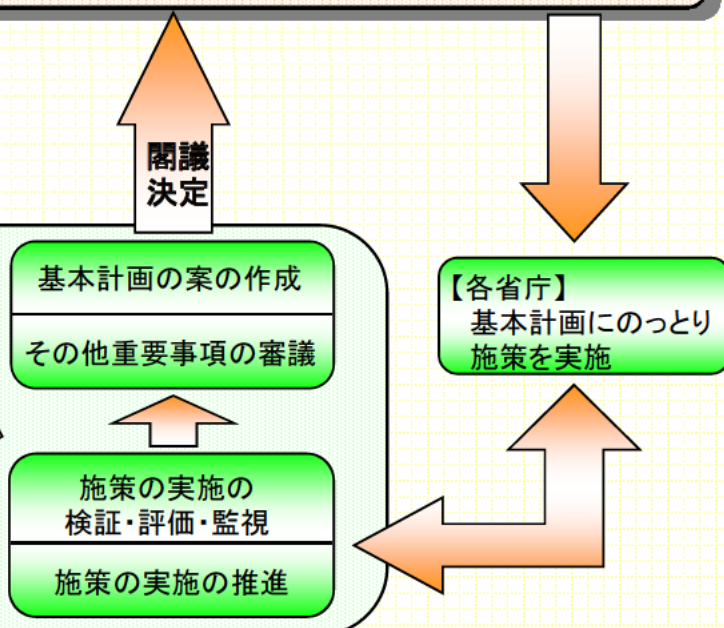 閣議
決定
基本計画の案の作成
その他重要事項の審議
【各省庁】
基本計画にのっとり
施策を実施
施策の実施の
検証・評価・監視
施策の実施の推進